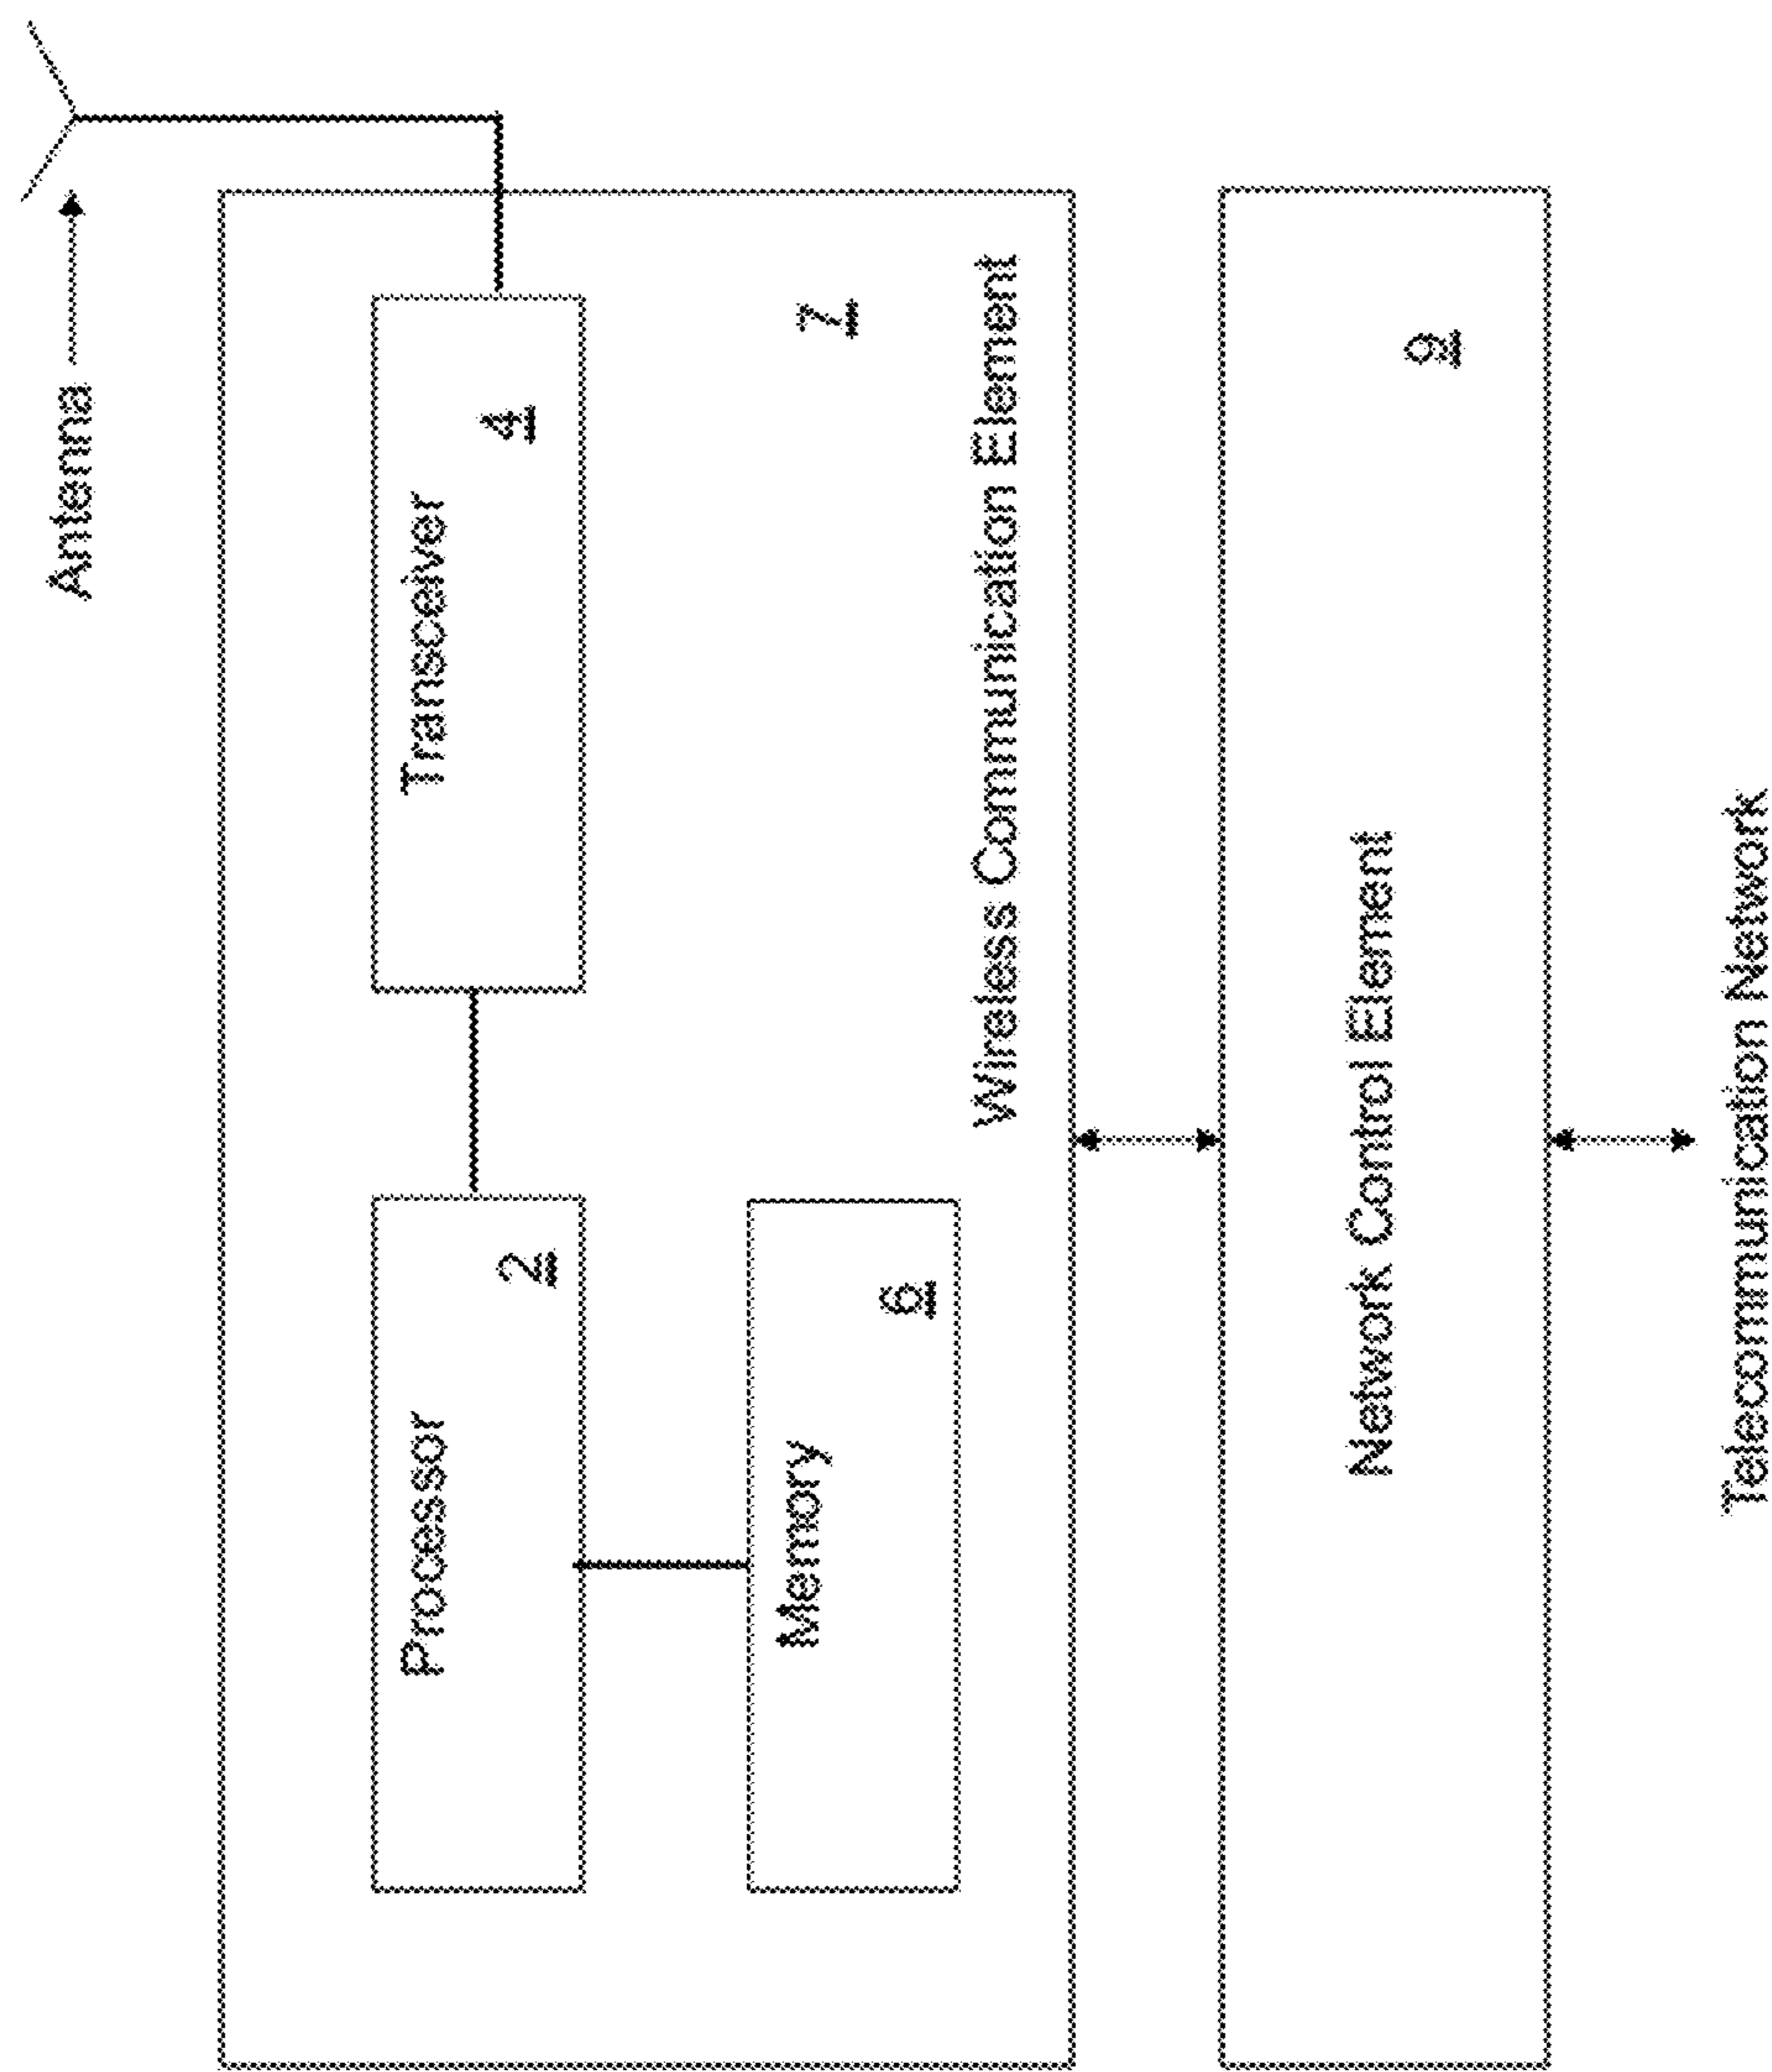 Antenna
Processor
2
Transceiver
4
Memory
6
7
Wireless Communication Element
Network Control Element
9
Telecommunication Network